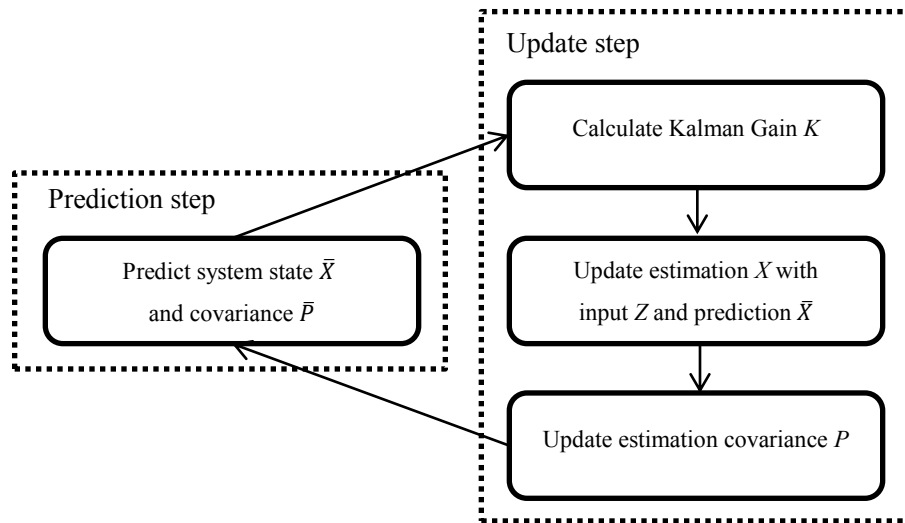 Update step
Calculate Kalman Gain K
Prediction step
Predict system state X̄
and covariance P̄
Update estimation X with
input Z and prediction X̄
Update estimation covariance P